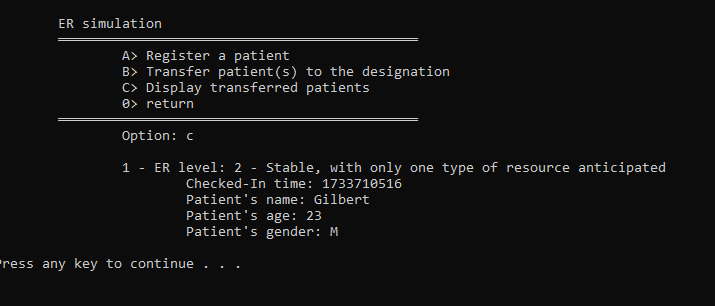 ER simulation
A> Register a patient
B> Transfer patient(s) to the designation
C> Display transferred patients
0> return
Option: c
1 - ER level: 2 - Stable, with only one type of resource anticipated
Checked-In time: 1733710516
Patient's name: Gilbert
Patient's age: 23
Patient's gender: M
Press any key to continue . . .